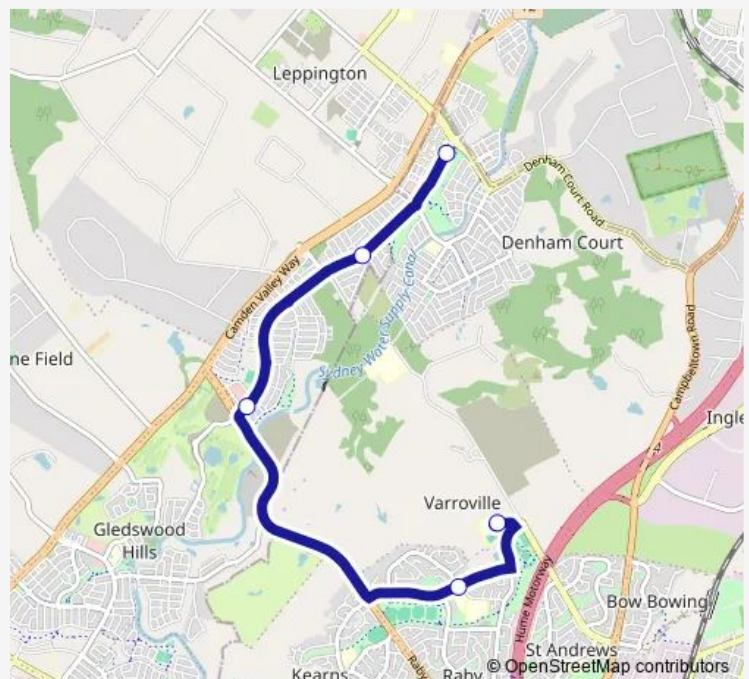 Leppington
Denham Court Road
Denham Court
Camden Valley Way
Sydney Water Supply Canal
Campbelltown Road
ne Field
Ingle
Varroville
Gledswood
Hills
Hume Motorway
Bow Bowing
St Andrews
Kearns
Raby
Raby
© OpenStreetMap contributors